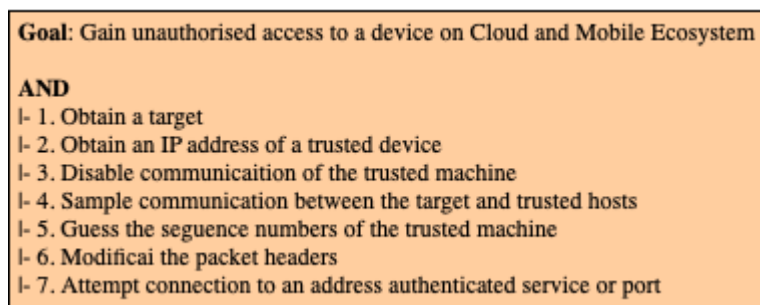 Goal: Gain unauthorised access to a device on Cloud and Mobile Ecosystem
AND
|- 1. Obtain a target
|- 2. Obtain an IP address of a trusted device
|- 3. Disable communicaition of the trusted machine
|- 4. Sample communication between the target and trusted hosts
|- 5. Guess the seguence numbers of the trusted machine
|- 6. Modificai the packet headers
|- 7. Attempt connection to an address authenticated service or port